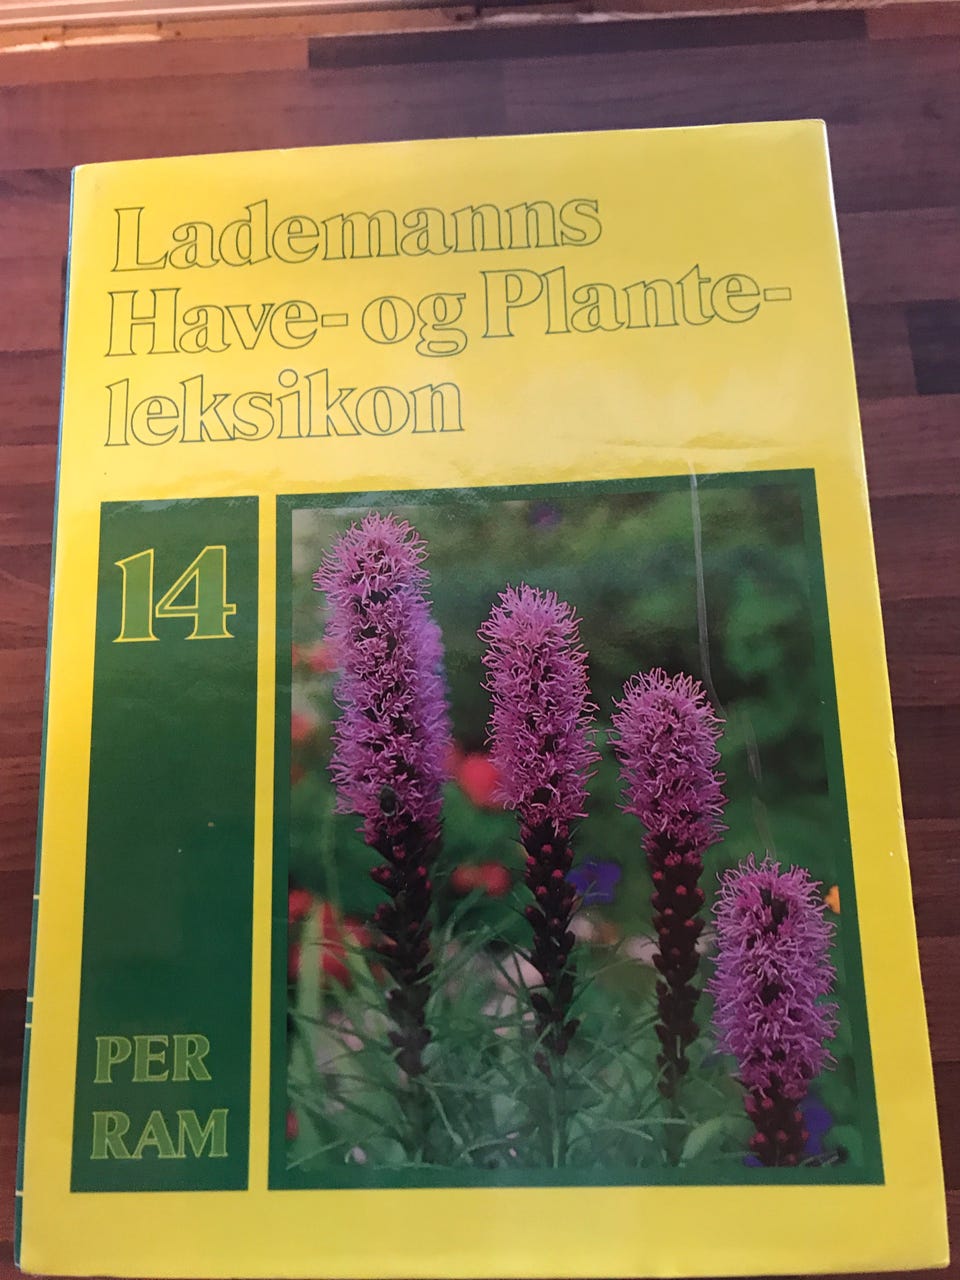 Lademanns
Have- og Plante-
leksikon
14
PER
RAM